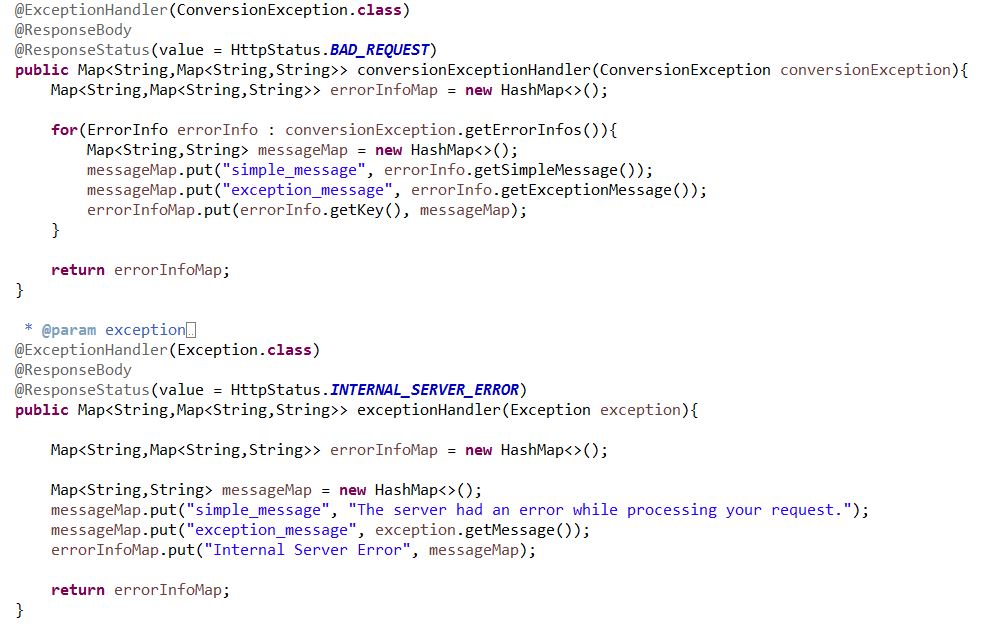 @ExceptionHandler(ConversionException.class)
@ResponseBody
@ResponseStatus(value = HttpStatus.BAD_REQUEST)
public Map<String,Map<String,String>> conversionExceptionHandler(ConversionException conversionException){
    Map<String,Map<String,String>> errorInfoMap = new HashMap<>();

    for(ErrorInfo errorInfo : conversionException.getErrorInfos()){
        Map<String,String> messageMap = new HashMap<>();
        messageMap.put("simple_message", errorInfo.getSimpleMessage());
        messageMap.put("exception_message", errorInfo.getExceptionMessage());
        errorInfoMap.put(errorInfo.getKey(), messageMap);
    }

    return errorInfoMap;
}

 * @param exception..
@ExceptionHandler(Exception.class)
@ResponseBody
@ResponseStatus(value = HttpStatus.INTERNAL_SERVER_ERROR)
public Map<String,Map<String,String>> exceptionHandler(Exception exception){

    Map<String,Map<String,String>> errorInfoMap = new HashMap<>();

    Map<String,String> messageMap = new HashMap<>();
    messageMap.put("simple_message", "The server had an error while processing your request.");
    messageMap.put("exception_message", exception.getMessage());
    errorInfoMap.put("Internal Server Error", messageMap);

    return errorInfoMap;
}